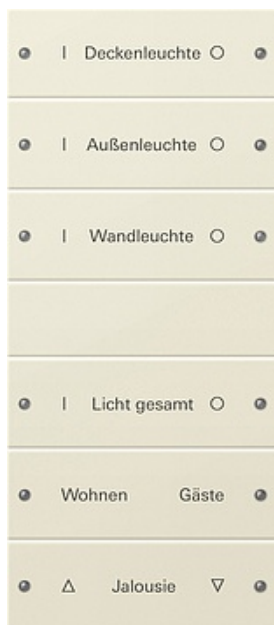 I Deckenleuchte O
I Außenleuchte O
I Wandleuchte O
I Licht gesamt O
Wohnen Gäste
△ Jalousie ▽